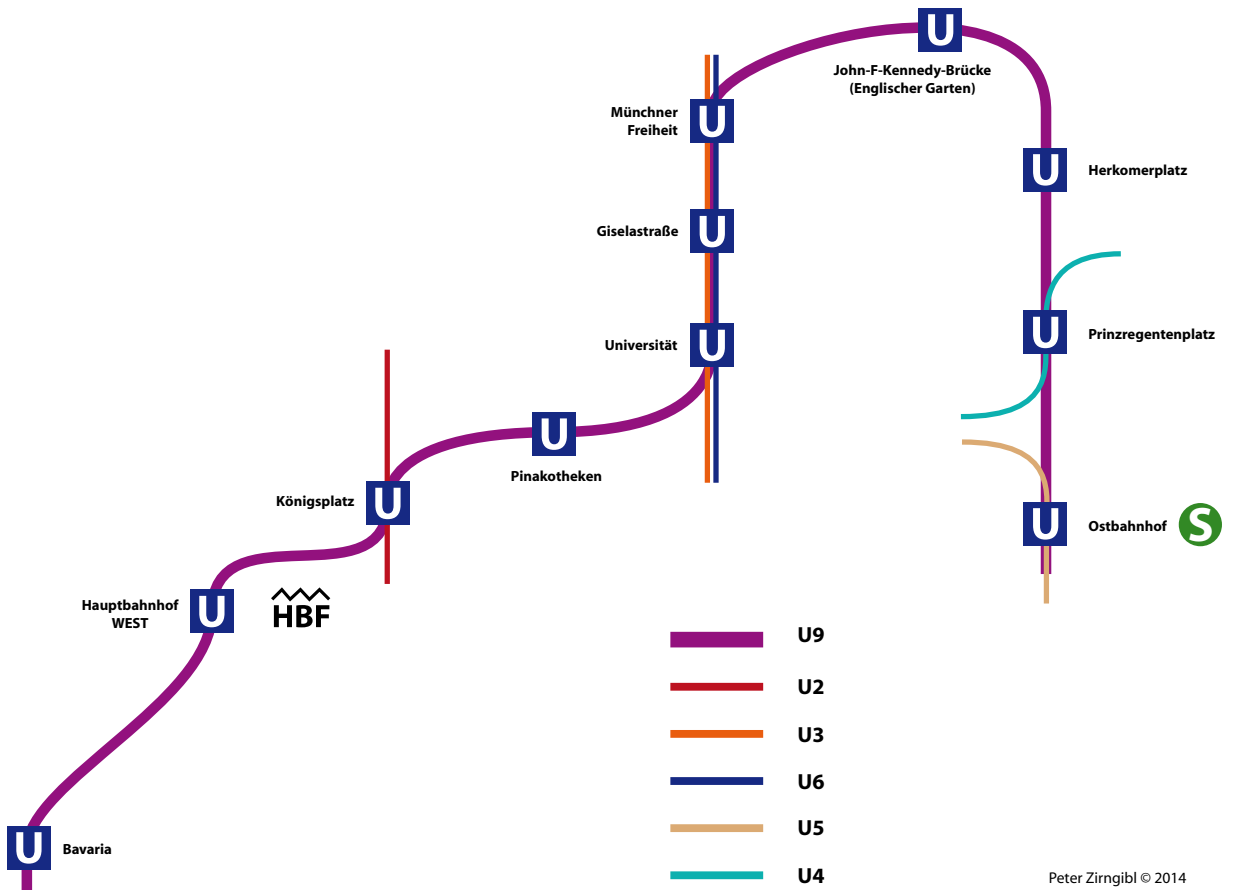 U
John-F-Kennedy-Brücke
(Englischer Garten)
U
Münchner
Freiheit
U
Herkomerplatz
U
Giselastraße
U
Prinzregentenplatz
U
Universität
U
Pinakotheken
U
Königsplatz
U
Ostbahnhof
S
U
Hauptbahnhof
WEST
HBF
U9
U2
U3
U6
U5
U4
U
Bavaria
Peter Zirngibl © 2014